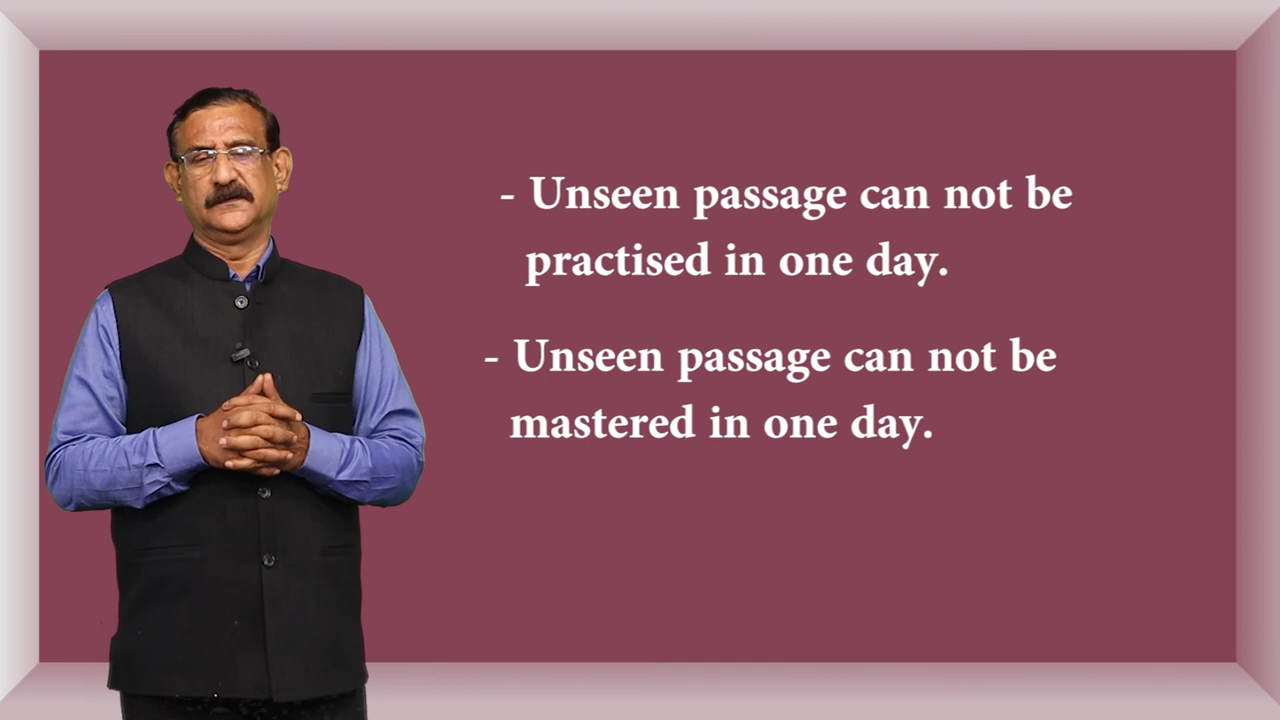 - Unseen passage can not be
practised in one day.
- Unseen passage can not be
mastered in one day.